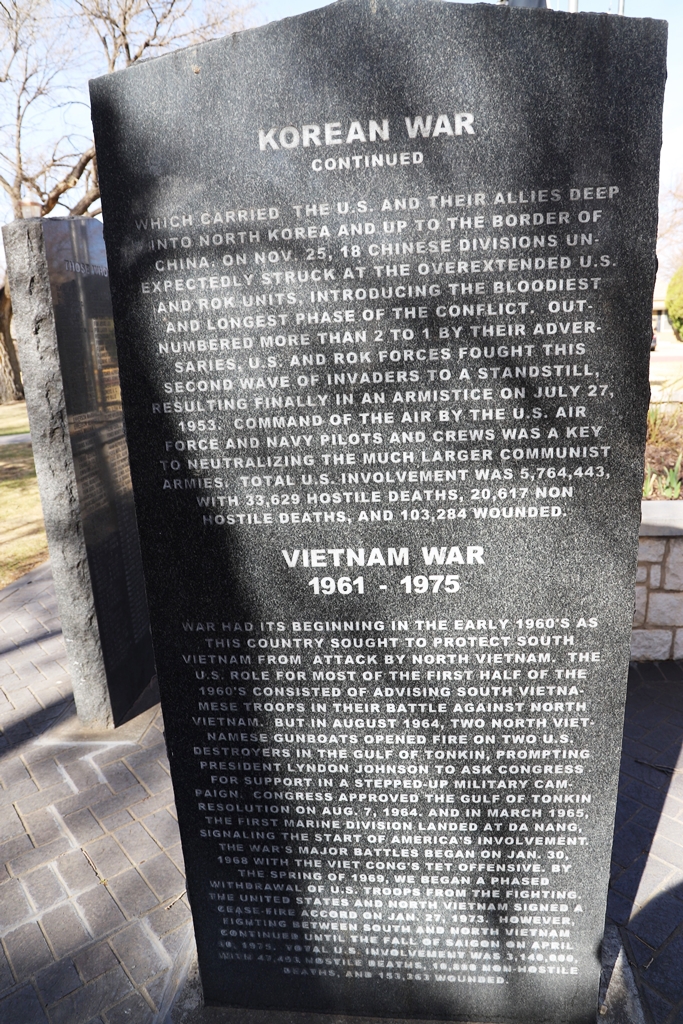 KOREAN WAR
CONTINUED
WHICH CARRIED THE U.S. AND THEIR ALLIES DEEP
INTO NORTH KOREA AND UP TO THE BORDER OF
CHINA. ON NOV. 25, 18 CHINESE DIVISIONS UN-
EXPECTEDLY STRUCK AT THE OVEREXTENDED U.S.
AND ROK UNITS, INTRODUCING THE BLOODIEST
AND LONGEST PHASE OF THE CONFLICT. OUT-
NUMBERED MORE THAN 2 TO 1 BY THEIR ADVER-
SARIES, U.S. AND ROK FORCES FOUGHT THIS
SECOND WAVE OF INVADERS TO A STANDSTILL,
RESULTING FINALLY IN AN ARMISTICE ON JULY 27,
1953. COMMAND OF THE AIR BY THE U.S. AIR
FORCE AND NAVY PILOTS AND CREWS WAS A KEY
TO NEUTRALIZING THE MUCH LARGER COMMUNIST
ARMIES. TOTAL U.S. INVOLVEMENT WAS 5,764,443,
WITH 33,629 HOSTILE DEATHS, 20,617 NON
HOSTILE DEATHS, AND 103,284 WOUNDED.
VIETNAM WAR
1961 - 1975
WAR HAD ITS BEGINNING IN THE EARLY 1960'S AS
THIS COUNTRY SOUGHT TO PROTECT SOUTH
VIETNAM FROM ATTACK BY NORTH VIETNAM. THE
U.S. ROLE FOR MOST OF THE FIRST HALF OF THE
1960'S CONSISTED OF ADVISING SOUTH VIETNA-
MESE TROOPS IN THEIR BATTLE AGAINST NORTH
VIETNAM. BUT IN AUGUST 1964, TWO NORTH VIET-
NAMESE GUNBOATS OPENED FIRE ON TWO U.S.
DESTROYERS IN THE GULF OF TONKIN, PROMPTING
PRESIDENT LYNDON JOHNSON TO ASK CONGRESS
FOR SUPPORT IN A STEPPED-UP MILITARY CAM-
PAIGN. CONGRESS APPROVED THE GULF OF TONKIN
RESOLUTION ON AUG. 7, 1964. AND IN MARCH 1965,
THE FIRST MARINE DIVISION LANDED AT DA NANG,
SIGNALING THE START OF AMERICA'S INVOLVEMENT.
THE WAR'S MAJOR BATTLES BEGAN ON JAN. 30,
1968 WITH THE VIET CONG'S TET OFFENSIVE. BY
THE SPRING OF 1969, WE BEGAN A PHASED
WITHDRAWAL OF U.S. TROOPS FROM THE FIGHTING.
THE UNITED STATES AND NORTH VIETNAM SIGNED A
CEASE-FIRE ACCORD ON JAN. 27, 1973. HOWEVER,
FIGHTING BETWEEN SOUTH AND NORTH VIETNAM
CONTINUED UNTIL THE FALL OF SAIGON ON APRIL
1975. TOTAL U.S. INVOLVEMENT WAS
WITH HOSTILE DEATHS, NON-HOSTILE
DEATHS, AND WOUNDED.